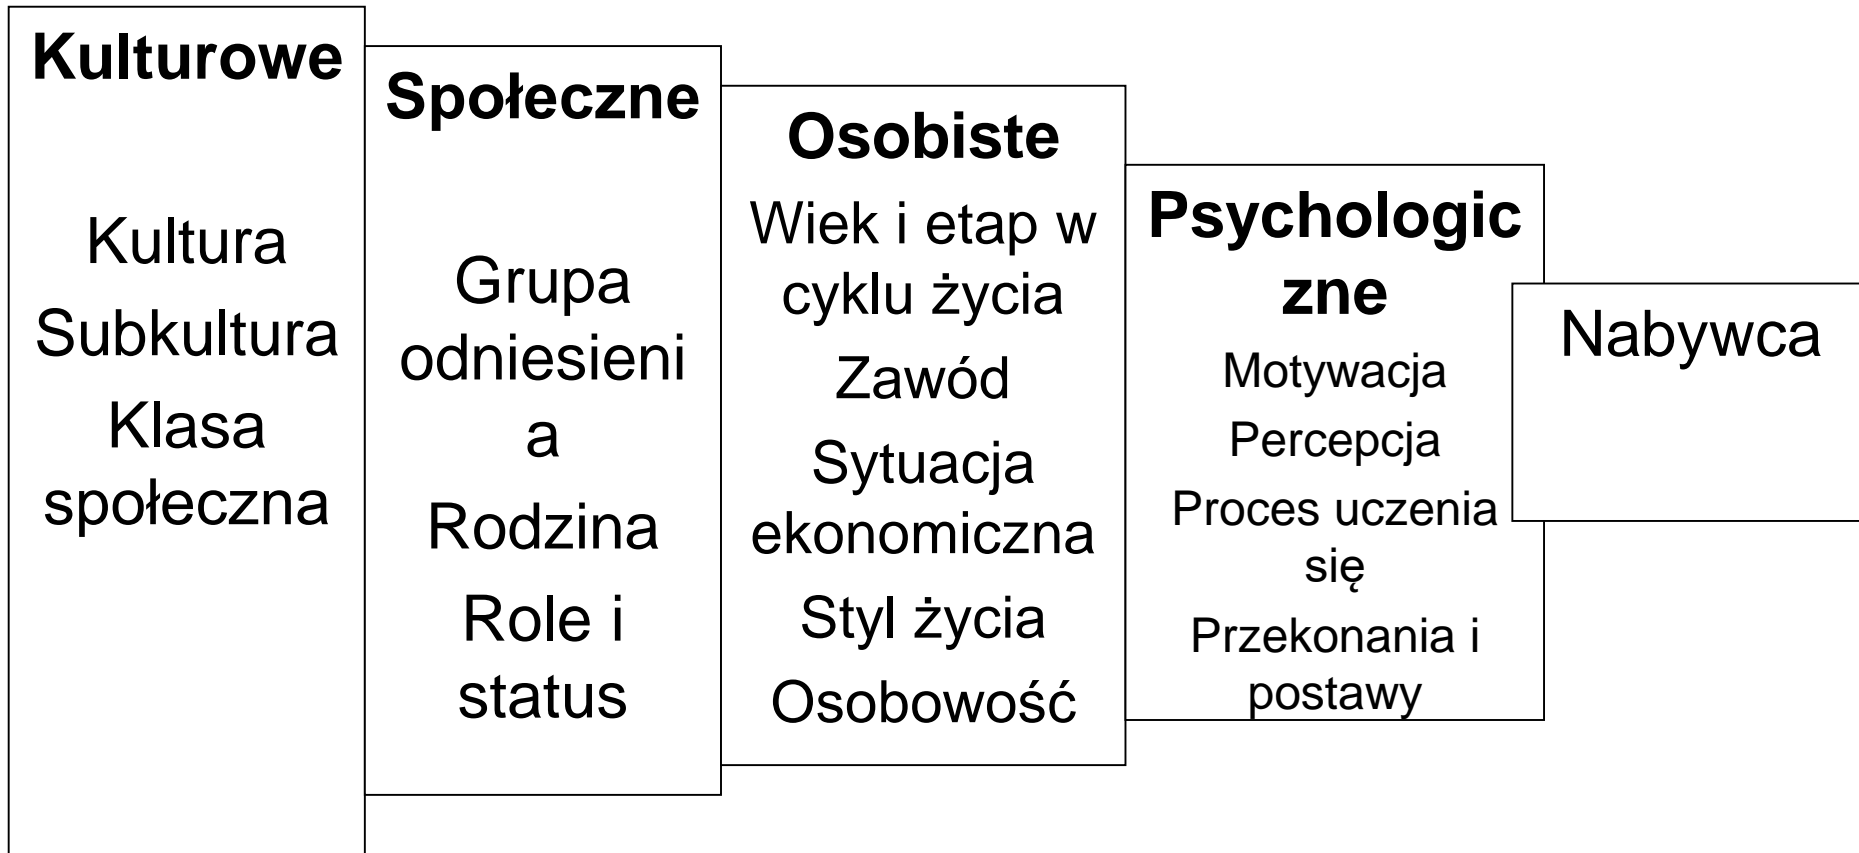 Kulturowe
Kultura
Subkultura
Klasa
społeczna
Społeczne
Grupa
odniesieni
a
Rodzina
Role i
status
Osobiste
Wiek i etap w
cyklu życia
Zawód
Sytuacja
ekonomiczna
Styl życia
Osobowość
Psychologic
zne
Motywacja
Percepcja
Proces uczenia
się
Przekonania i
postawy
Nabywca